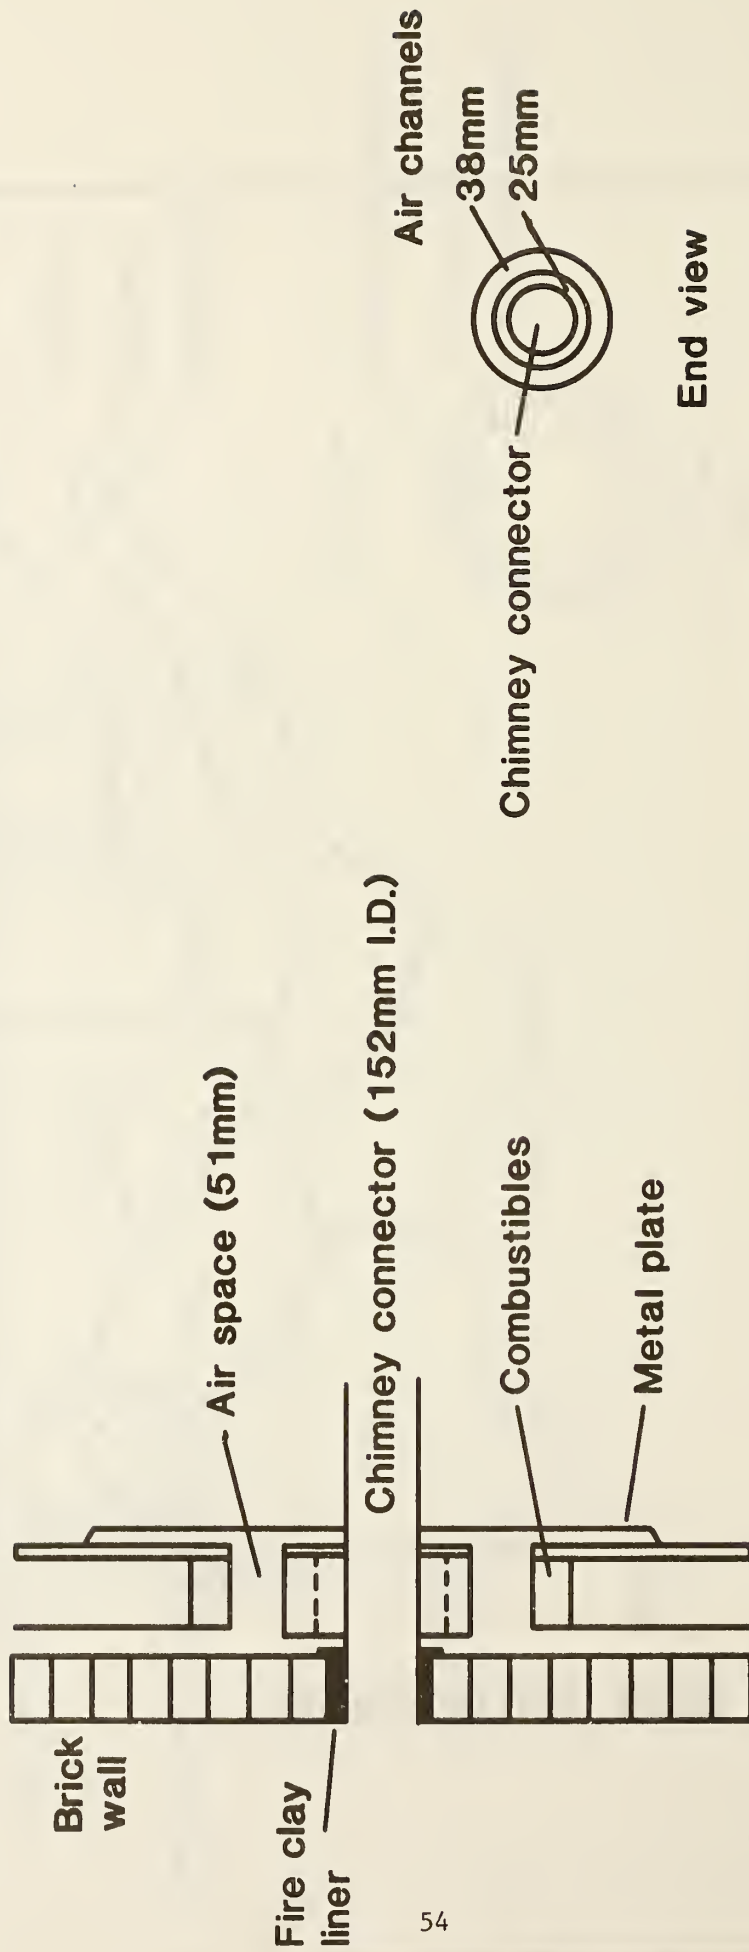 Brick
wall
Fire clay
liner
Air space (51mm)
Chimney connector (152mm I.D.)
Combustibles
Metal plate
Air channels
38mm
25mm
Chimney connector
End view
54